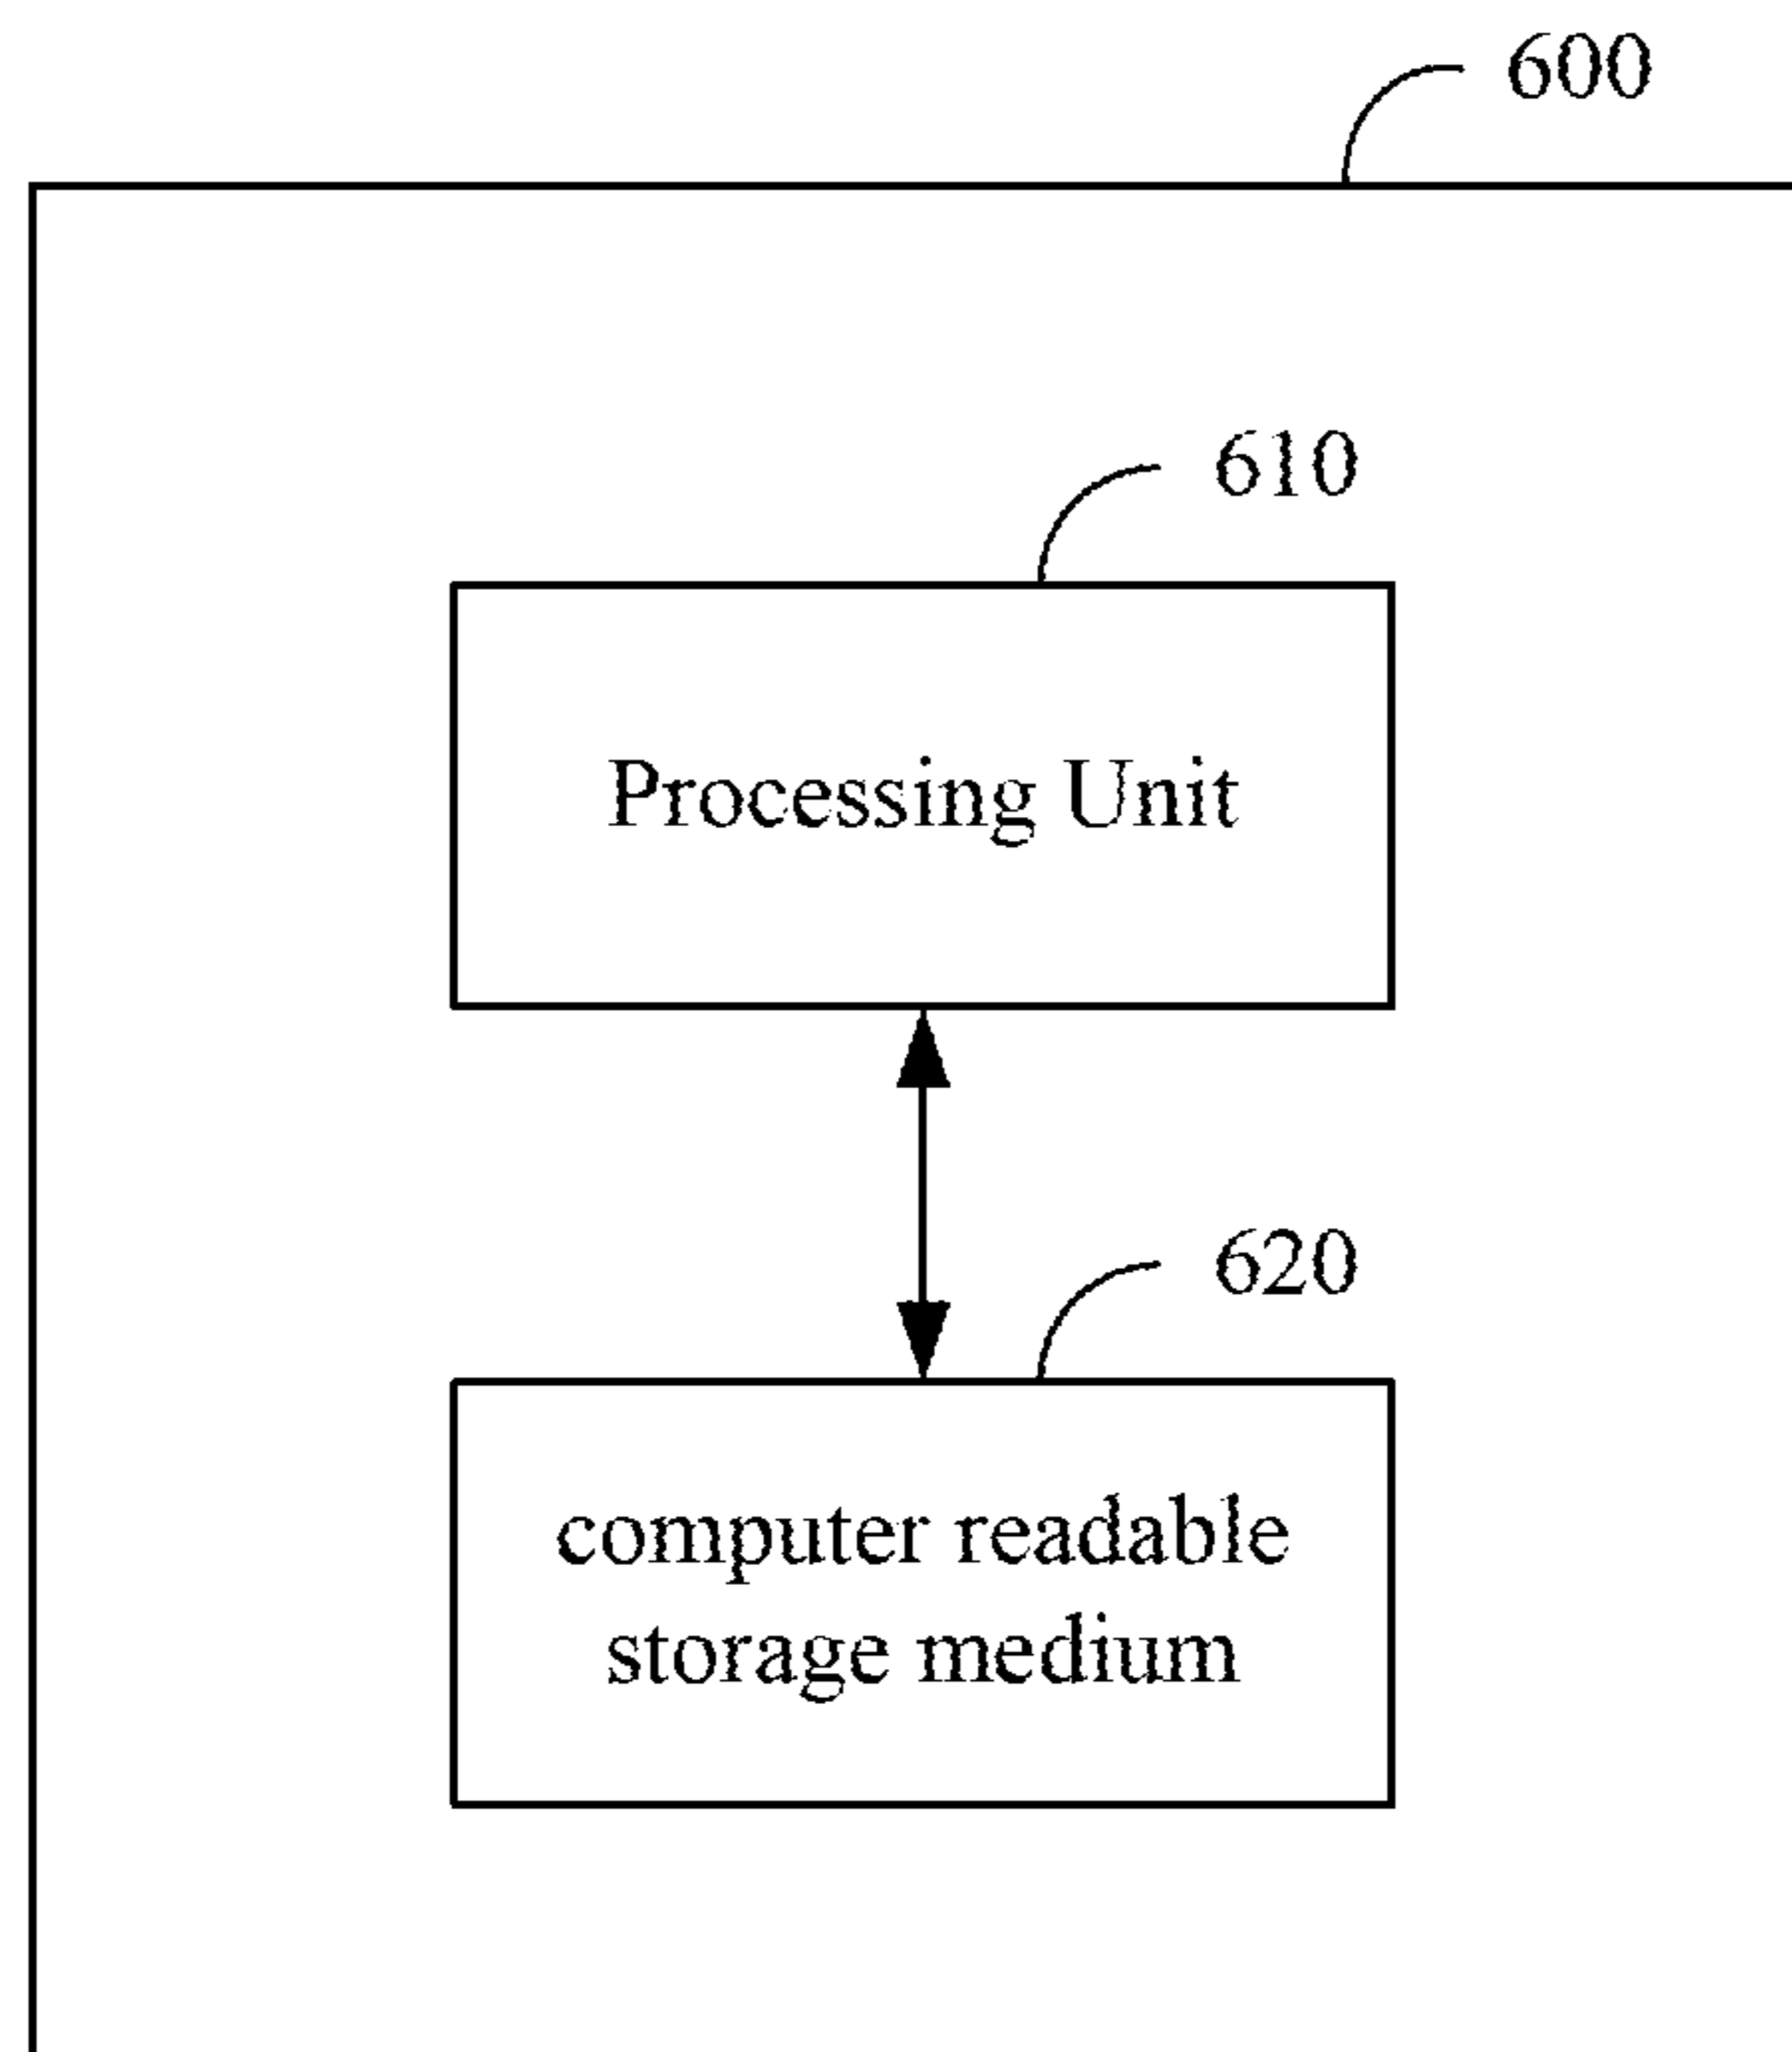 600
610
Processing Unit
620
computer readable
storage medium